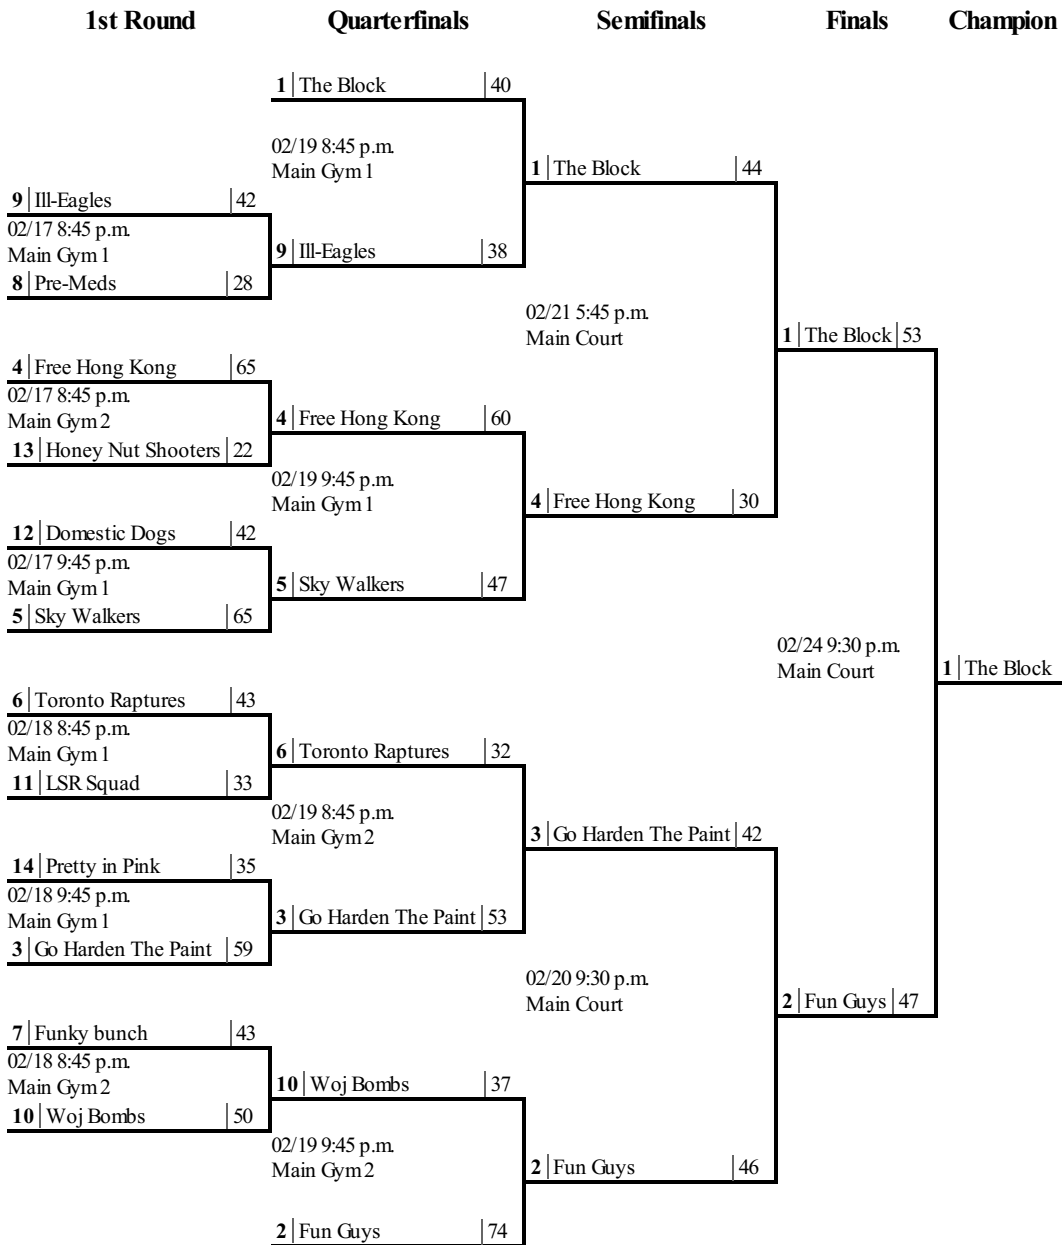 1st Round Quarterfinals Semifinals Finals Champion
1 The Block 40
02/19 8:45 p.m.
Main Gym 1
1 The Block 44
9 Ill-Eagles 42
02/17 8:45 p.m.
Main Gym 1
9 Ill-Eagles 38
8 Pre-Meds 28
02/21 5:45 p.m.
Main Court
1 The Block 53
4 Free Hong Kong 65
02/17 8:45 p.m.
Main Gym 2
4 Free Hong Kong 60
13 Honey Nut Shooters 22
02/19 9:45 p.m.
Main Gym 1
4 Free Hong Kong 30
12 Domestic Dogs 42
02/17 9:45 p.m.
Main Gym 1
5 Sky Walkers 47
5 Sky Walkers 65
02/24 9:30 p.m.
Main Court
1 The Block
6 Toronto Raptures 43
02/18 8:45 p.m.
Main Gym 1
6 Toronto Raptures 32
11 LSR Squad 33
02/19 8:45 p.m.
Main Gym 2
3 Go Harden The Paint 42
14 Pretty in Pink 35
02/18 9:45 p.m.
Main Gym 1
3 Go Harden The Paint 53
3 Go Harden The Paint 59
02/20 9:30 p.m.
Main Court
2 Fun Guys 47
7 Funky bunch 43
02/18 8:45 p.m.
Main Gym 2
10 Woj Bombs 37
10 Woj Bombs 50
02/19 9:45 p.m.
Main Gym 2
2 Fun Guys 46
2 Fun Guys 74